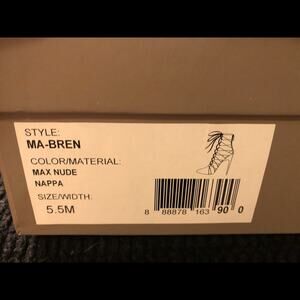 STYLE:
MA-BREN
COLOR/MATERIAL:
MAX NUDE
NAPPA
SIZE/WIDTH:
5.5M
8 88878 163 90 0